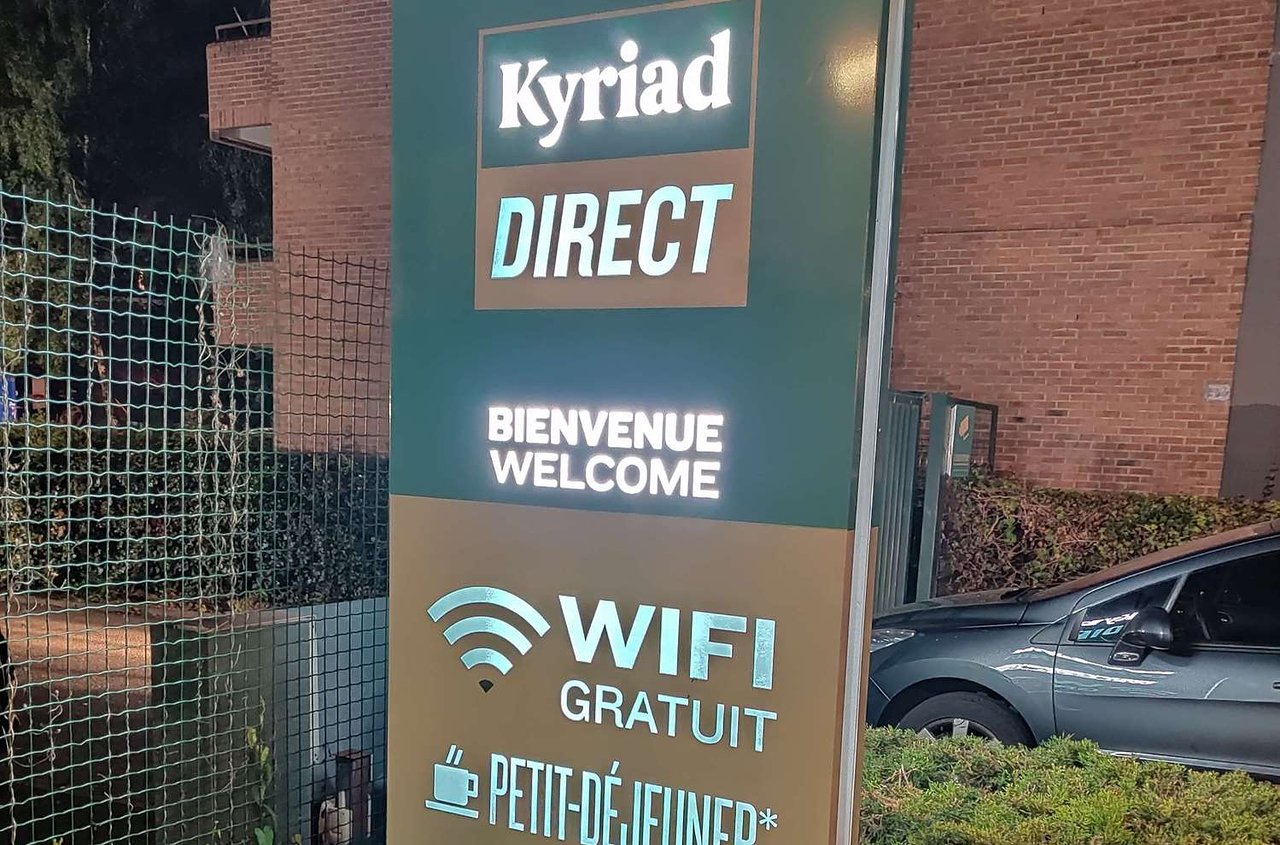 Kyriad
DIRECT
BIENVENUE
WELCOME
WIFI
GRATUIT
PETIT-DÉJEUNER*